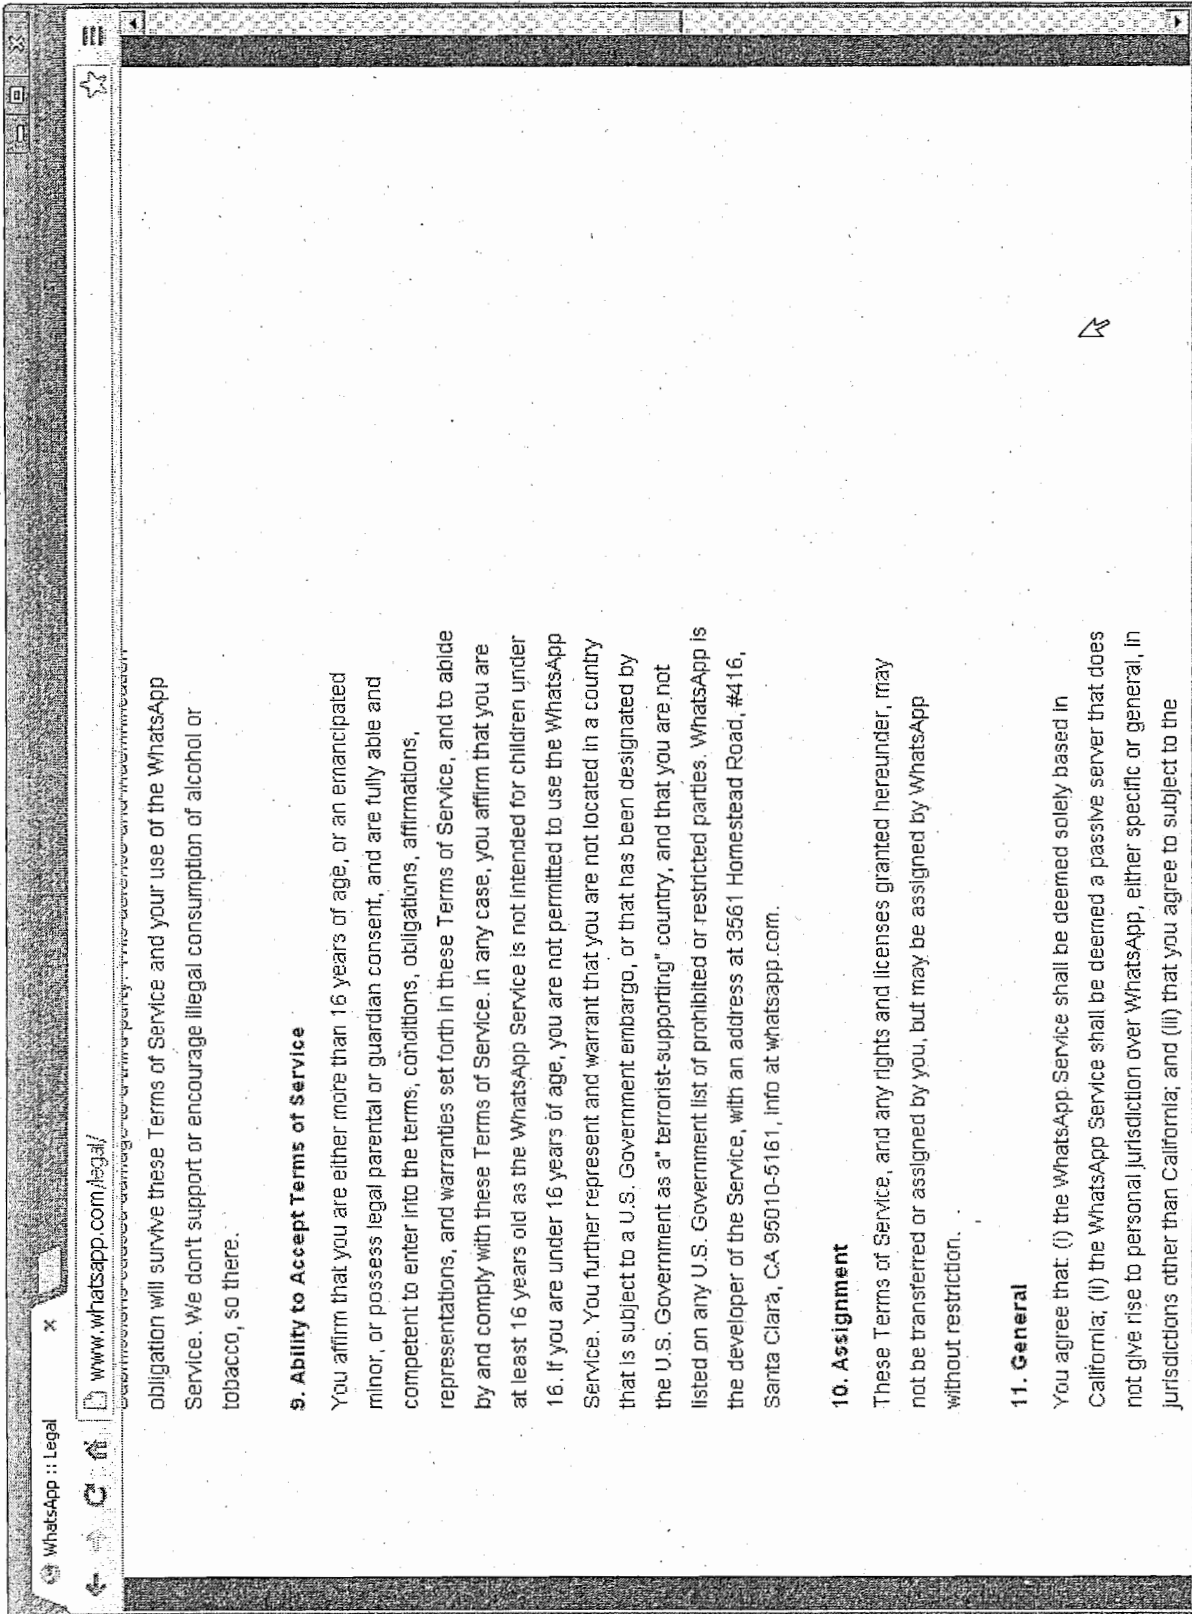 WhatsApp :: Legal
www.whatsapp.com/legal/
Submissions caused damage to a third party. This defense and indemnification
obligation will survive these Terms of Service and your use of the WhatsApp
Service. We don't support or encourage illegal consumption of alcohol or
tobacco, so there.
9. Ability to Accept Terms of Service
You affirm that you are either more than 16 years of age, or an emancipated
minor, or possess legal parental or guardian consent, and are fully able and
competent to enter into the terms, conditions, obligations, affirmations,
representations, and warranties set forth in these Terms of Service, and to abide
by and comply with these Terms of Service. In any case, you affirm that you are
at least 16 years old as the WhatsApp Service is not intended for children under
16. If you are under 16 years of age, you are not permitted to use the WhatsApp
Service. You further represent and warrant that you are not located in a country
that is subject to a U.S. Government embargo, or that has been designated by
the U.S. Government as a" terrorist-supporting" country, and that you are not
listed on any U.S. Government list of prohibited or restricted parties. WhatsApp is
the developer of the Service, with an address at 3561 Homestead Road, #416,
Santa Clara, CA 95010-5161, info at whatsapp.com.
10. Assignment
These Terms of Service, and any rights and licenses granted hereunder, may
not be transferred or assigned by you, but may be assigned by WhatsApp
without restriction.
11. General
You agree that: (i) the WhatsApp Service shall be deemed solely based in
California; (ii) the WhatsApp Service shall be deemed a passive server that does
not give rise to personal jurisdiction over WhatsApp, either specific or general, in
jurisdictions other than California; and (iii) that you agree to subject to the